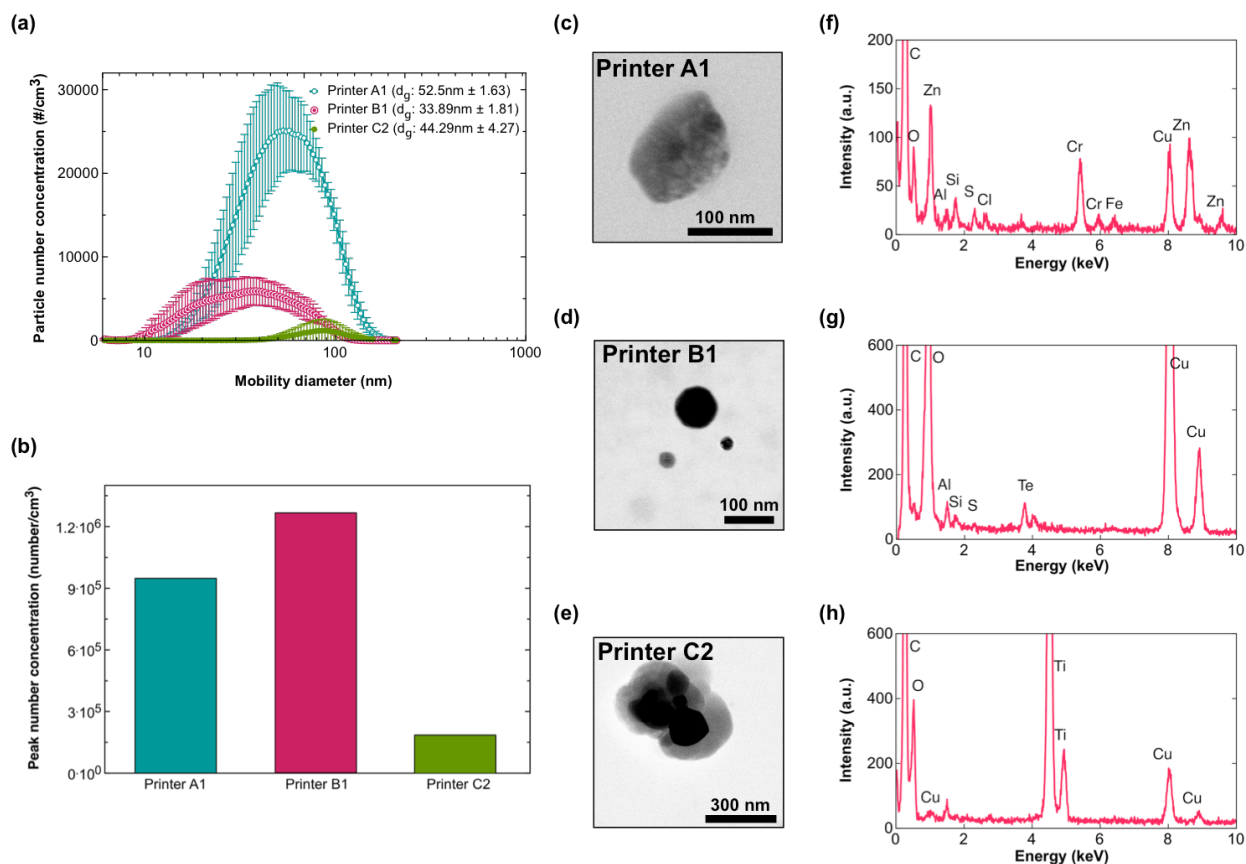 (a)
Particle number concentration (#/cm³)
30000
20000
10000
0
Printer A1 (dg: 52.5nm ± 1.63)
Printer B1 (dg: 33.89nm ± 1.81)
Printer C2 (dg: 44.29nm ± 4.27)
10
100
1000
Mobility diameter (nm)
(b)
Peak number concentration (number/cm³)
1.2·10⁶
9·10⁵
6·10⁵
3·10⁵
0·10⁰
Printer A1
Printer B1
Printer C2
(c)
Printer A1
100 nm
(d)
Printer B1
100 nm
(e)
Printer C2
300 nm
(f)
Intensity (a.u.)
200
150
100
50
0
C
O
Zn
Al
Si
S
Cl
Cr
Cr
Fe
Cu
Zn
Zn
0
2
4
6
8
10
Energy (keV)
(g)
Intensity (a.u.)
600
400
200
0
C
O
Al
Si
S
Te
Cu
Cu
0
2
4
6
8
10
Energy (keV)
(h)
Intensity (a.u.)
600
400
200
0
C
O
Cu
Ti
Ti
Cu
Cu
0
2
4
6
8
10
Energy (keV)